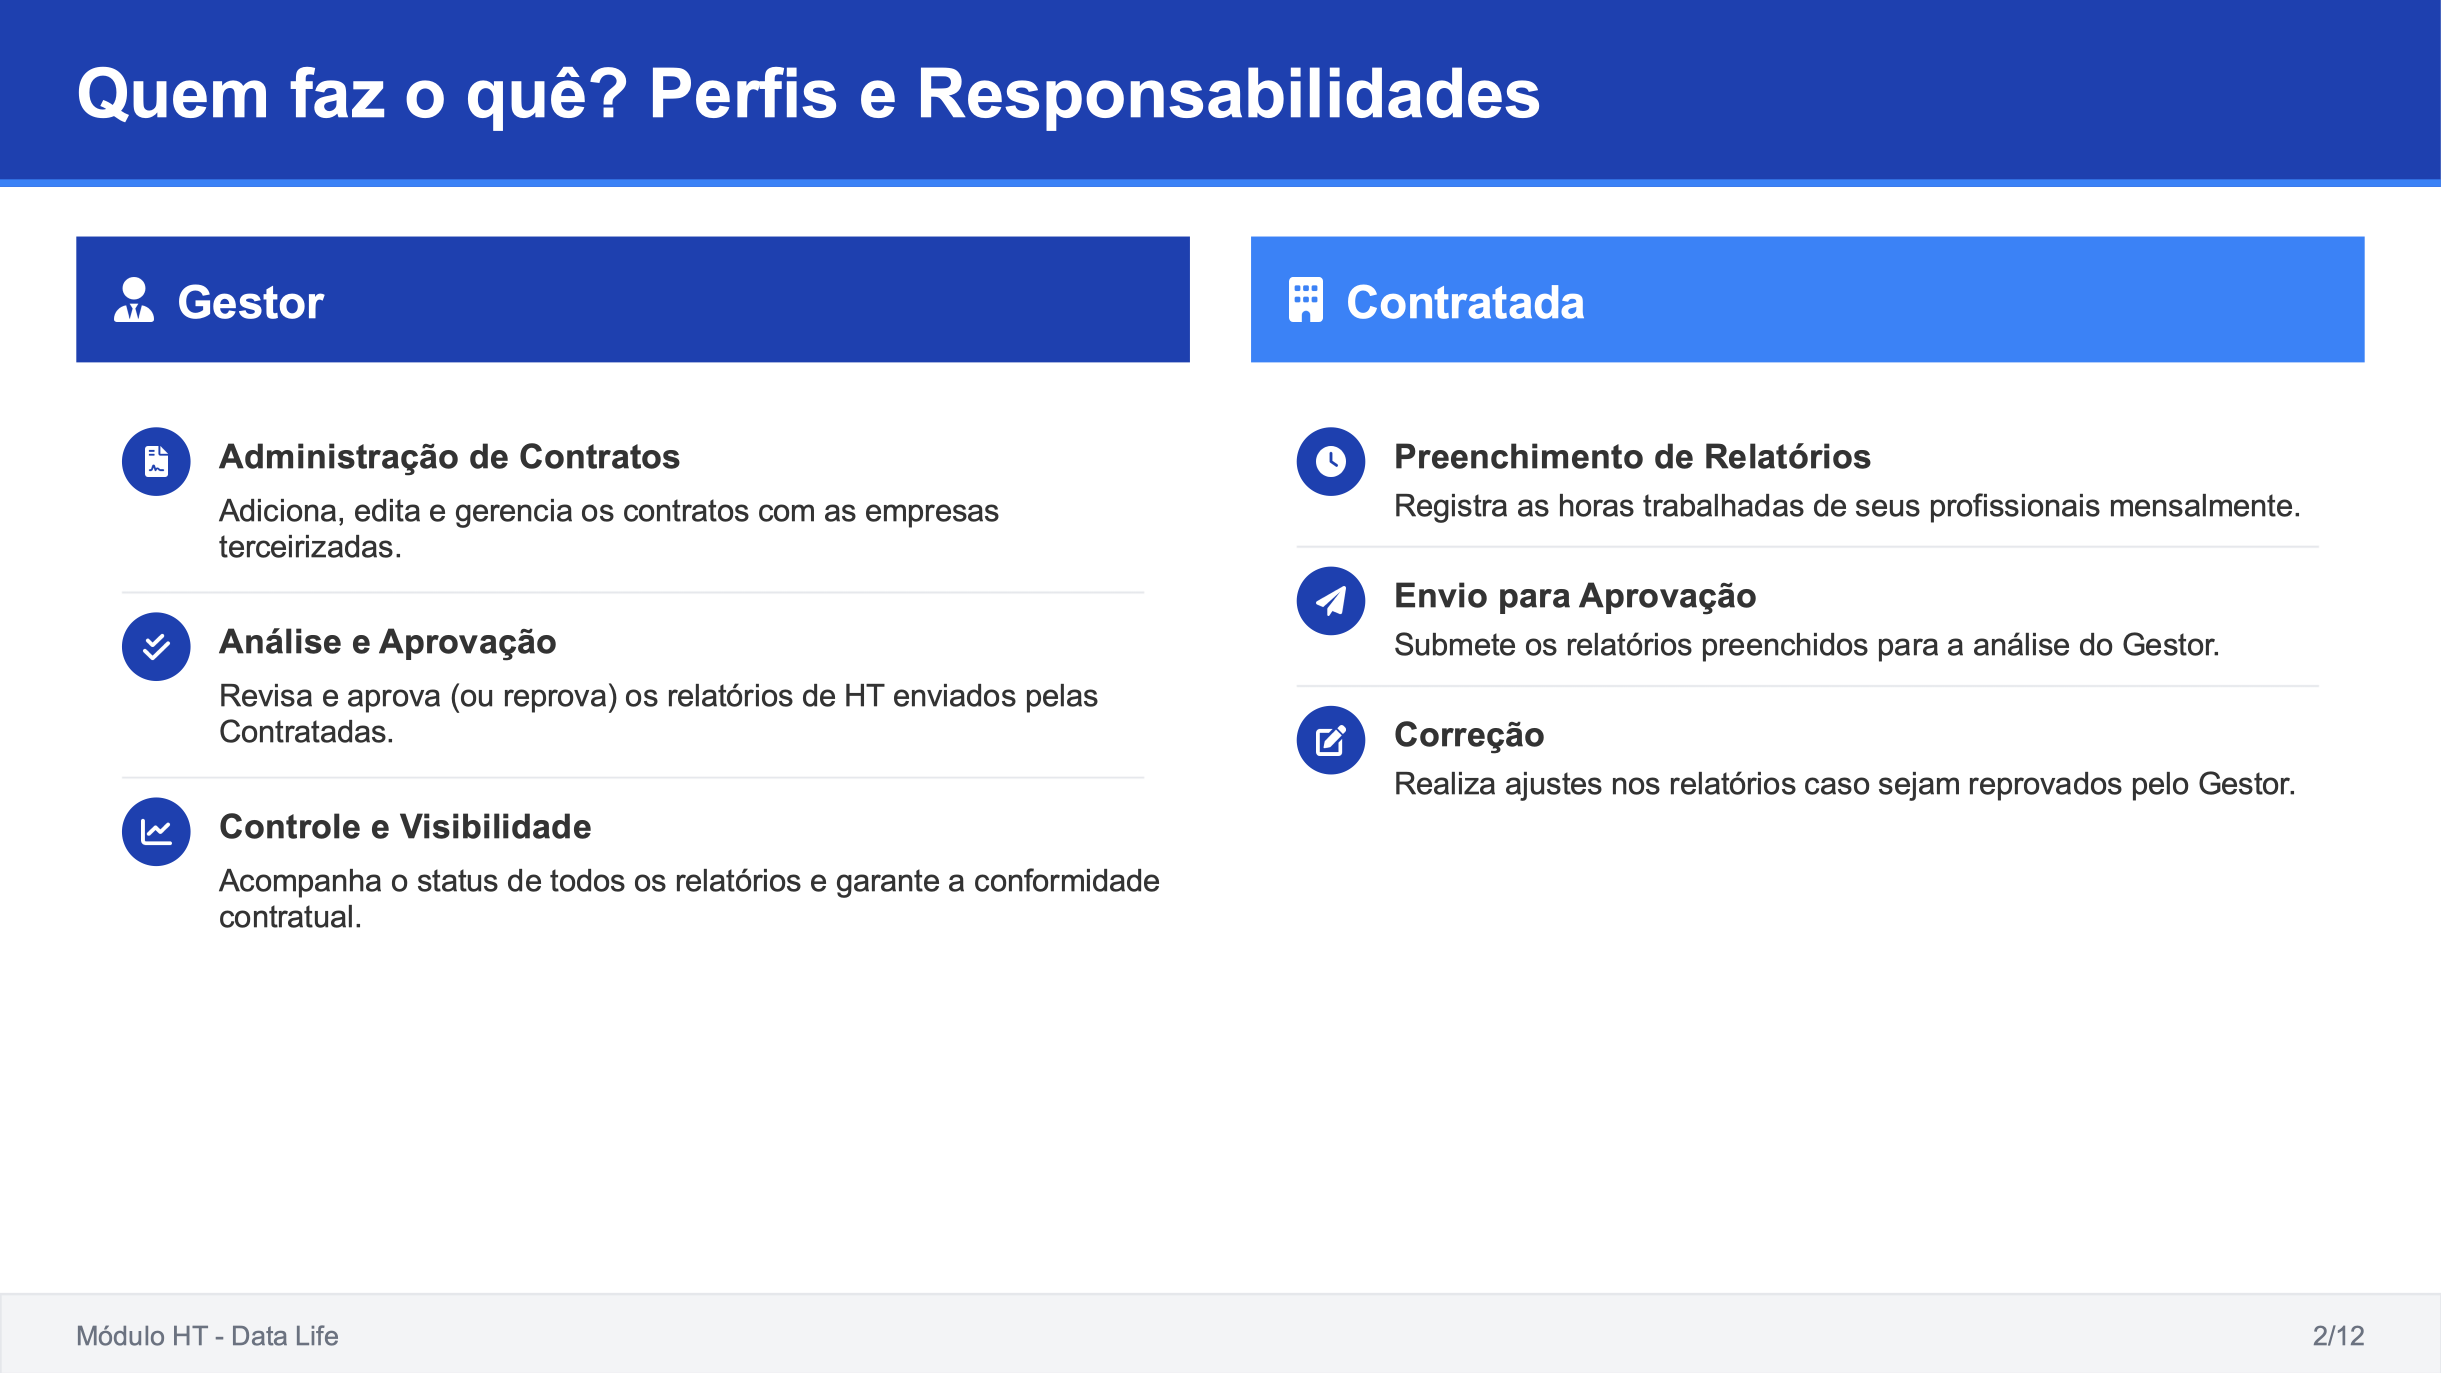 Quem faz o quê? Perfis e Responsabilidades
Gestor
Administração de Contratos
Adiciona, edita e gerencia os contratos com as empresas
terceirizadas.
Análise e Aprovação
Revisa e aprova (ou reprova) os relatórios de HT enviados pelas
Contratadas.
Controle e Visibilidade
Acompanha o status de todos os relatórios e garante a conformidade
contratual.
Contratada
Preenchimento de Relatórios
Registra as horas trabalhadas de seus profissionais mensalmente.
Envio para Aprovação
Submete os relatórios preenchidos para a análise do Gestor.
Correção
Realiza ajustes nos relatórios caso sejam reprovados pelo Gestor.
Módulo HT - Data Life
2/12